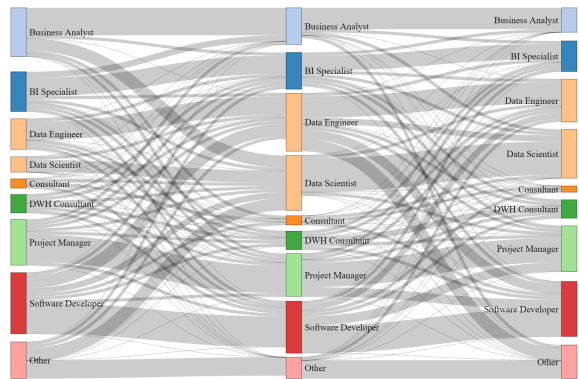 Business Analyst
BI Specialist
Data Engineer
Data Scientist
Consultant
DWH Consultant
Project Manager
Software Developer
Other
Business Analyst
BI Specialist
Data Engineer
Data Scientist
Consultant
DWH Consultant
Project Manager
Software Developer
Other
Business Analyst
BI Specialist
Data Engineer
Data Scientist
Consultant
DWH Consultant
Project Manager
Software Developer
Other